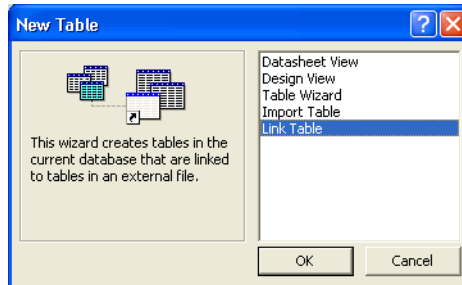 New Table
This wizard creates tables in the
current database that are linked
to tables in an external file.
Datasheet View
Design View
Table Wizard
Import Table
Link Table
OK
Cancel